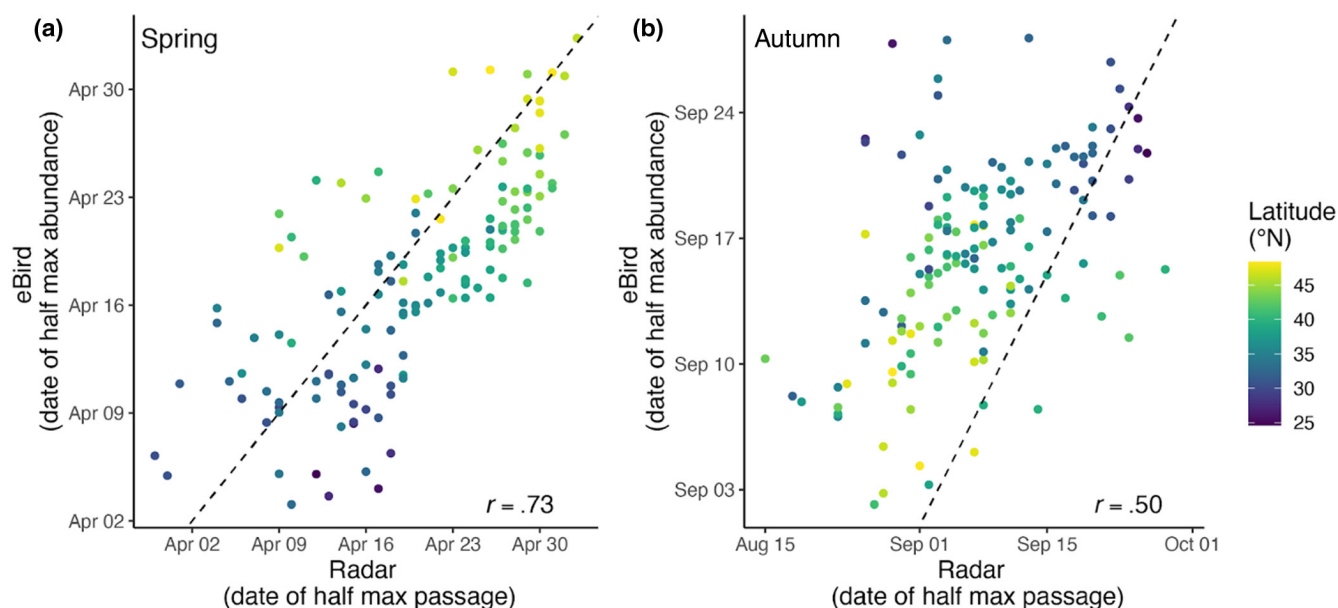 (a)
Spring
eBird
(date of half max abundance)
Apr 30
Apr 23
Apr 16
Apr 09
Apr 02
r = .73
Apr 02
Apr 09
Apr 16
Apr 23
Apr 30
Radar
(date of half max passage)
(b)
Autumn
eBird
(date of half max abundance)
Sep 24
Sep 17
Sep 10
Sep 03
r = .50
Aug 15
Sep 01
Sep 15
Oct 01
Radar
(date of half max passage)
Latitude
(°N)
45
40
35
30
25